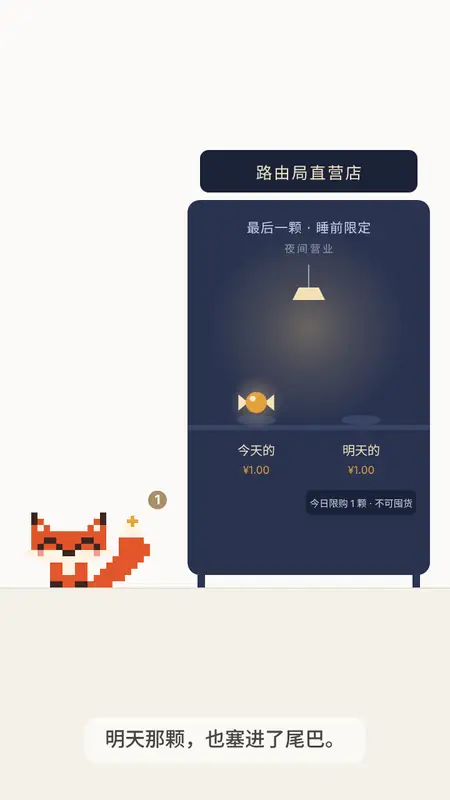 路由局直营店
最后一颗 · 睡前限定
夜间营业
今天的
明天的
¥1.00
¥1.00
今日限购 1 颗 · 不可囤货
1
明天那颗，也塞进了尾巴。